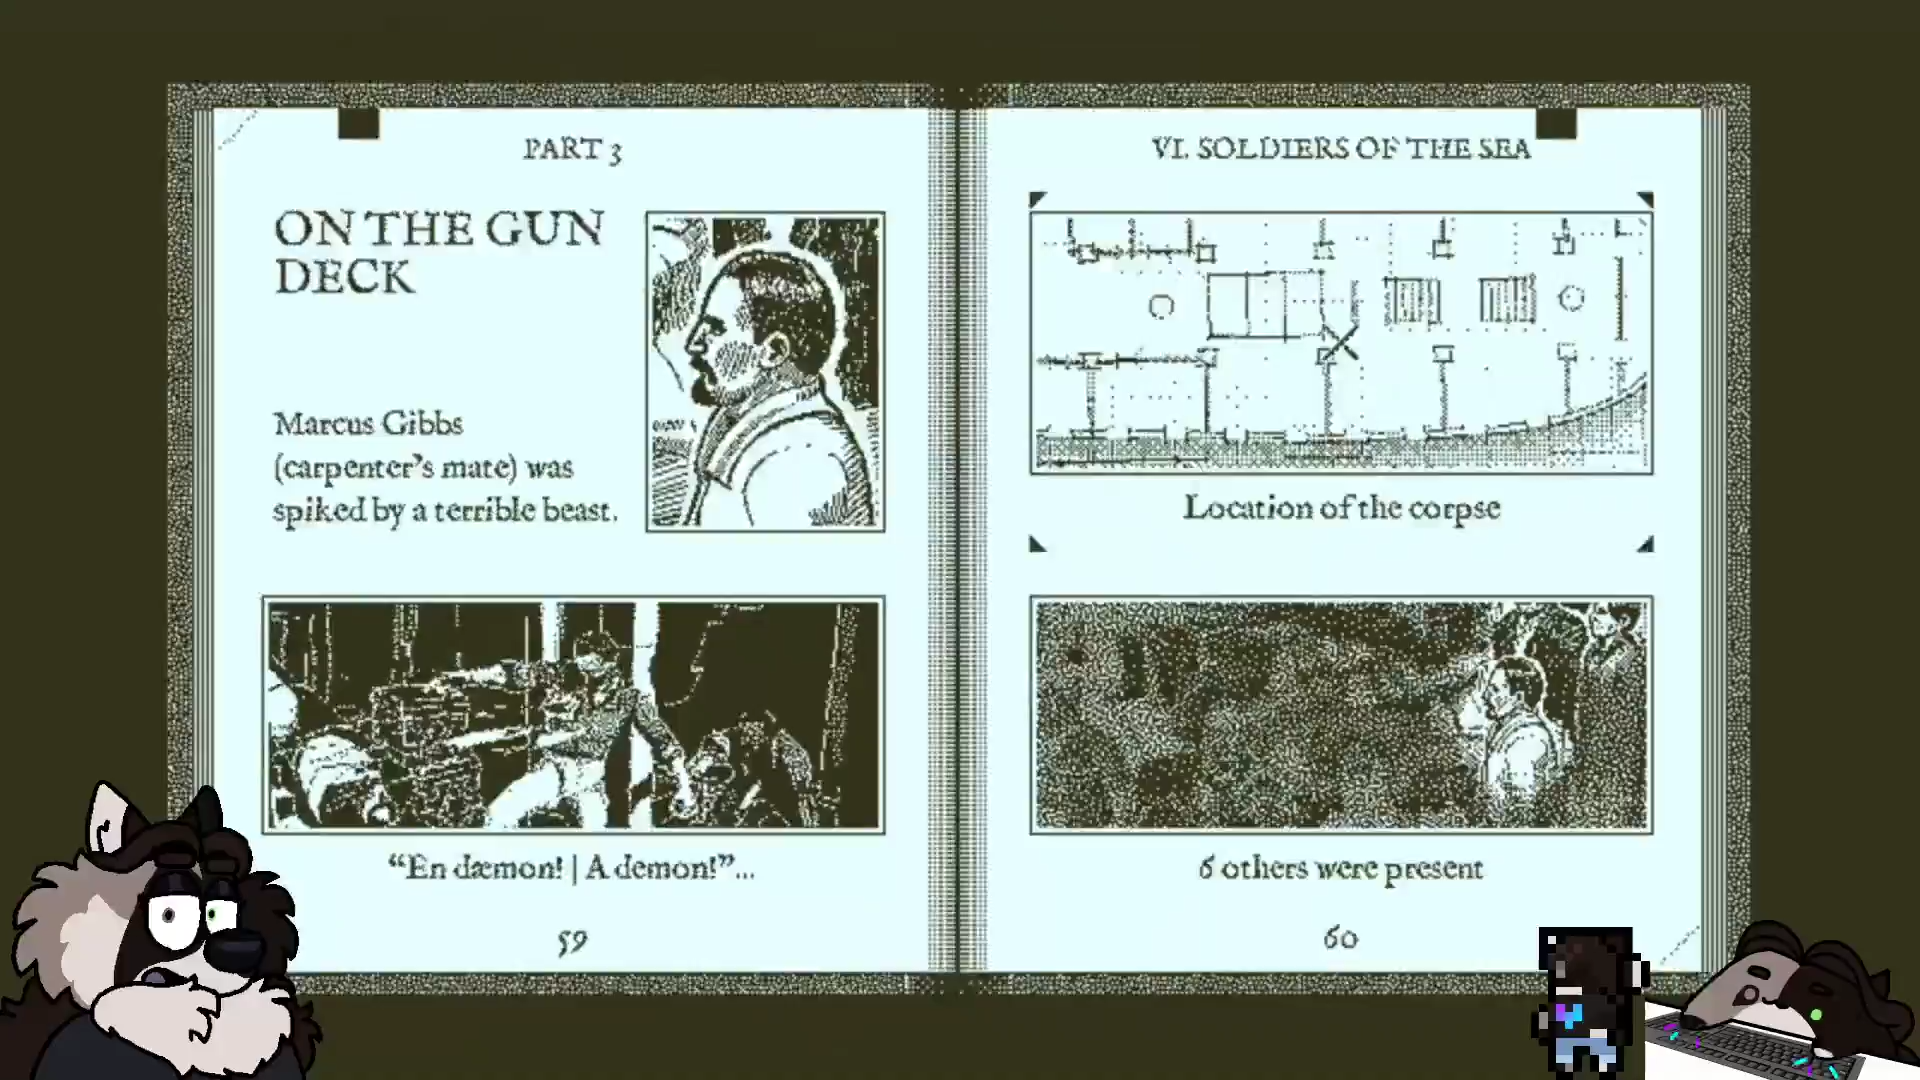 PART 3
ON THE GUN
DECK
Marcus Gibbs
(carpenter's mate) was
spiked by a terrible beast.
“En dæmon! | A demon!”...
59
VI. SOLDIERS OF THE SEA
Location of the corpse
6 others were present
60